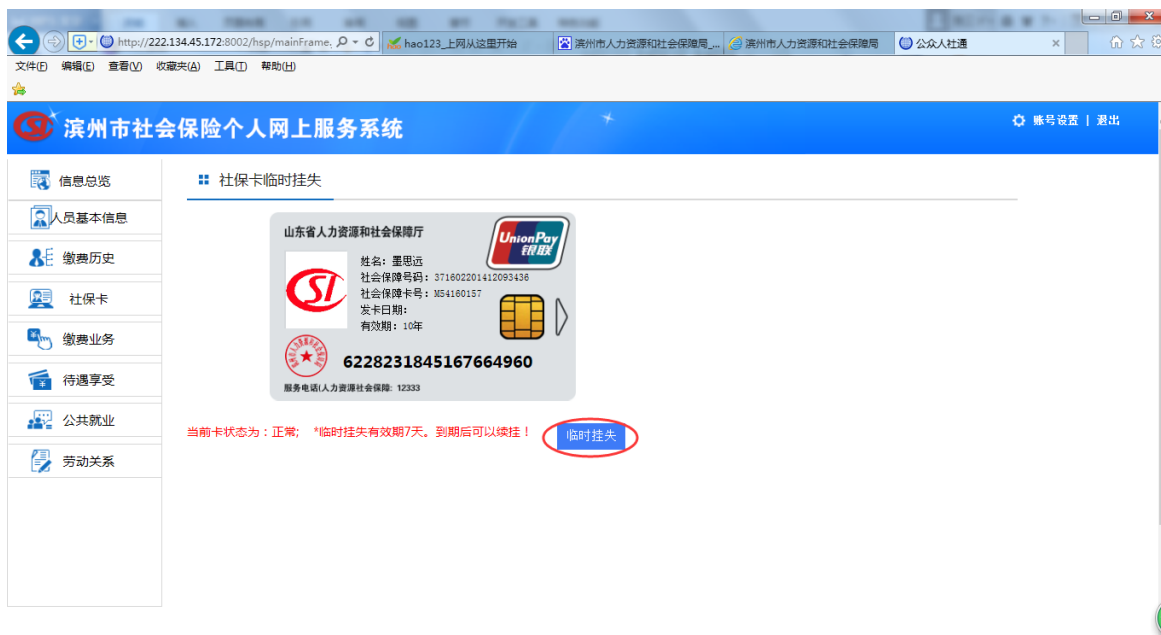 http://222.134.45.172:8002/hsp/mainFrame.
hao123_上网从这里开始
滨州市人力资源和社会保障局_...
滨州市人力资源和社会保障局
公众人社通
文件(F) 编辑(E) 查看(V) 收藏夹(A) 工具(T) 帮助(H)
滨州市社会保险个人网上服务系统
账号设置 | 退出
信息总览
人员基本信息
缴费历史
社保卡
缴费业务
待遇享受
公共就业
劳动关系
社保卡临时挂失
山东省人力资源和社会保障厅
UnionPay
银联
姓名: 墨思远
社会保障号码: 371602201412093436
社会保障卡号: M54160157
发卡日期:
有效期: 10年
6228231845167664960
服务电话(人力资源社会保障: 12333
当前卡状态为:正常; *临时挂失有效期7天。到期后可以续挂!
临时挂失